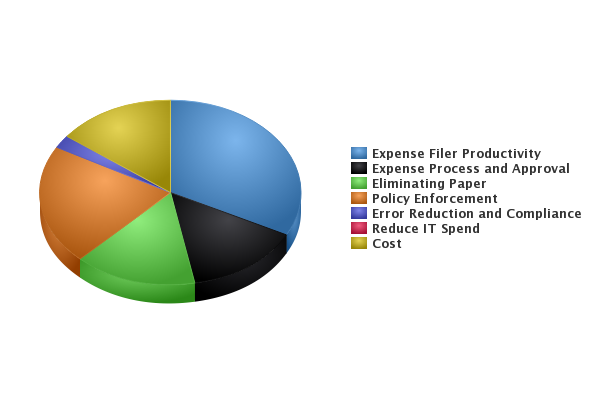 Expense Filer Productivity
Expense Process and Approval
Eliminating Paper
Policy Enforcement
Error Reduction and Compliance
Reduce IT Spend
Cost